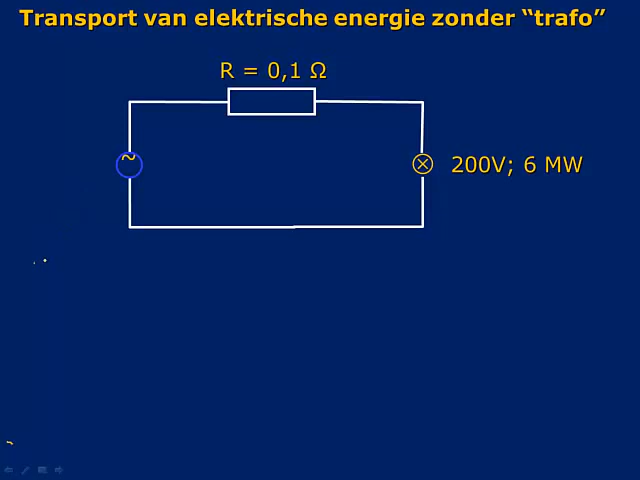 Transport van elektrische energie zonder “trafo”
R = 0,1 Ω
~
200V; 6 MW